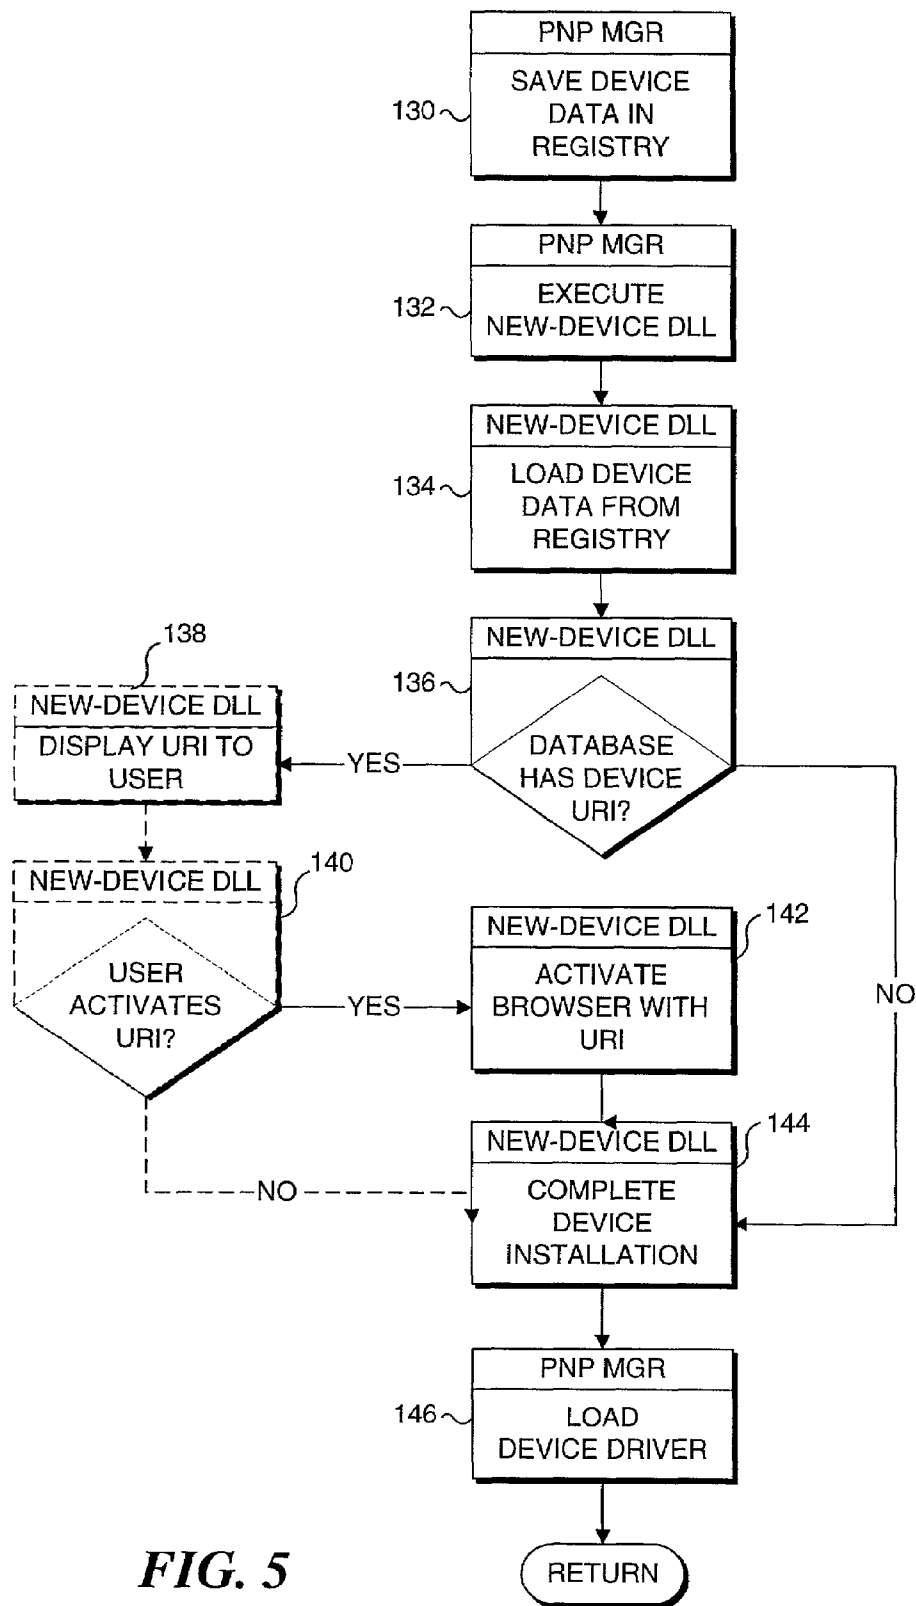 PNP MGR
130
SAVE DEVICE
DATA IN
REGISTRY
PNP MGR
132
EXECUTE
NEW-DEVICE DLL
NEW-DEVICE DLL
134
LOAD DEVICE
DATA FROM
REGISTRY
NEW-DEVICE DLL
136
DATABASE
HAS DEVICE
URI?
YES
NO
138
NEW-DEVICE DLL
DISPLAY URI TO
USER
140
NEW-DEVICE DLL
USER
ACTIVATES
URI?
YES
NO
142
NEW-DEVICE DLL
ACTIVATE
BROWSER WITH
URI
144
NEW-DEVICE DLL
COMPLETE
DEVICE
INSTALLATION
PNP MGR
146
LOAD
DEVICE DRIVER
RETURN
FIG. 5